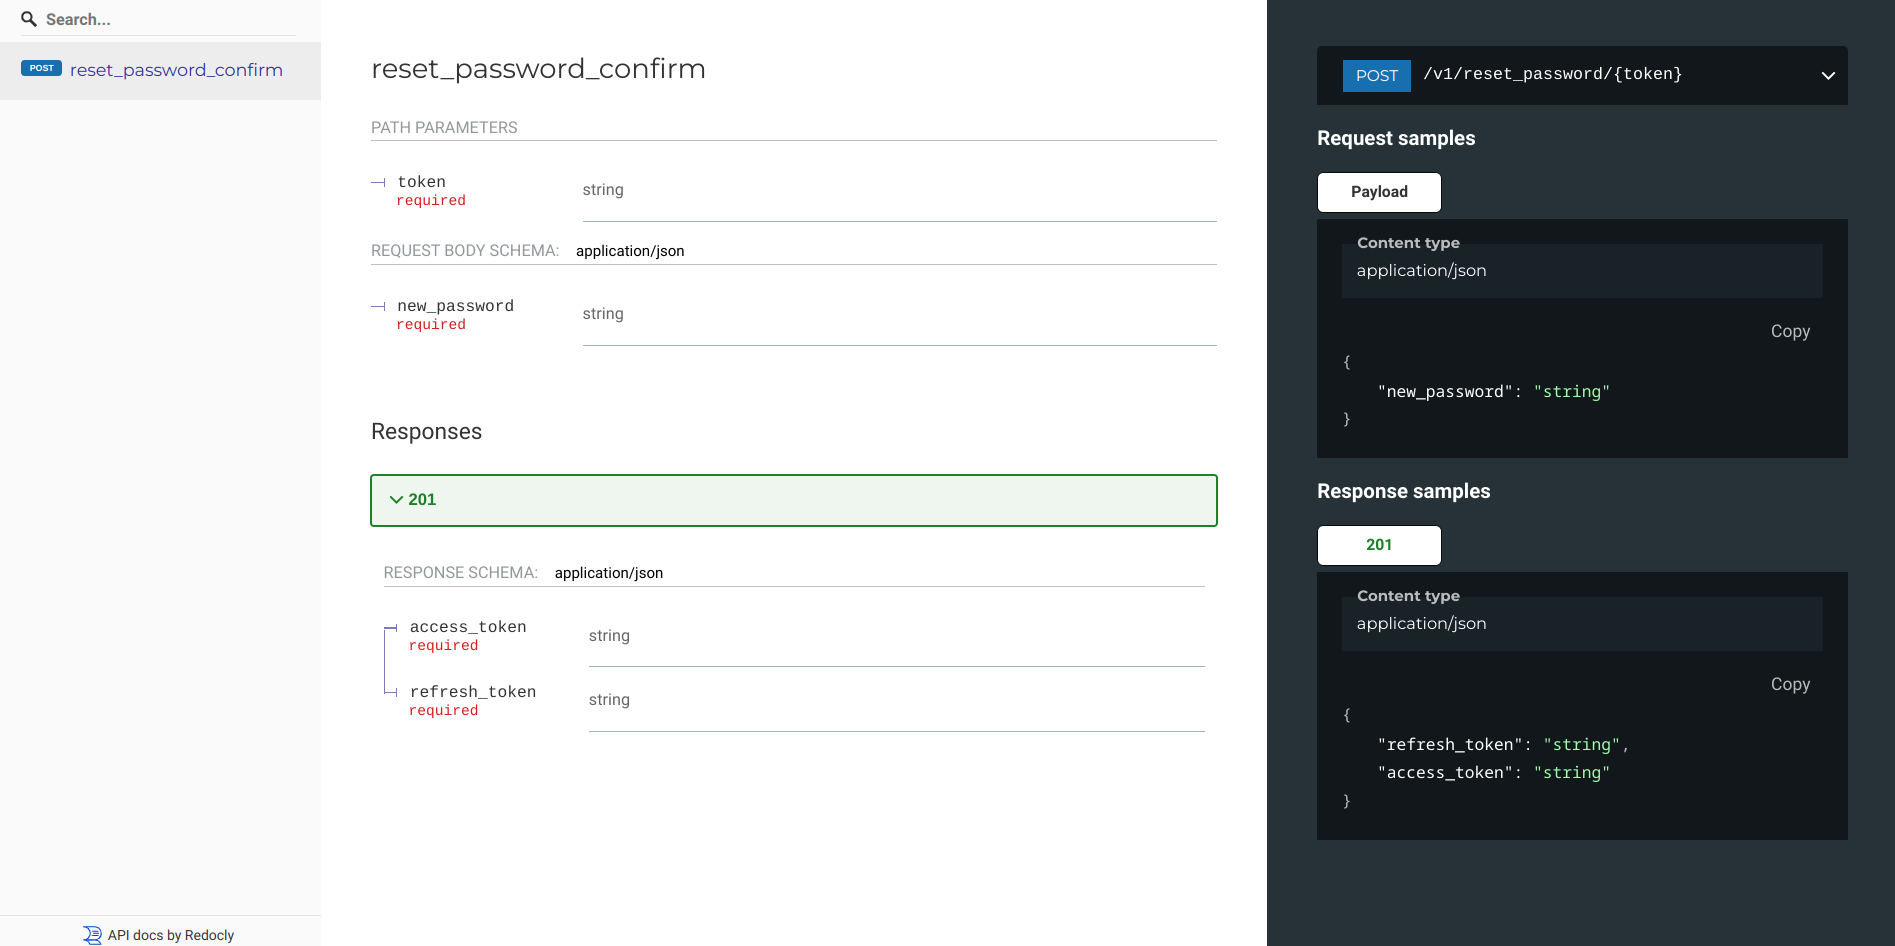 Search...
POST reset_password_confirm
API docs by Redocly
reset_password_confirm
PATH PARAMETERS
token
required
string
REQUEST BODY SCHEMA: application/json
new_password
required
string
Responses
201
RESPONSE SCHEMA: application/json
access_token
required
string
refresh_token
required
string
POST /v1/reset_password/{token}
Request samples
Payload
Content type
application/json
Copy
{
"new_password": "string"
}
Response samples
201
Content type
application/json
Copy
{
"refresh_token": "string",
"access_token": "string"
}